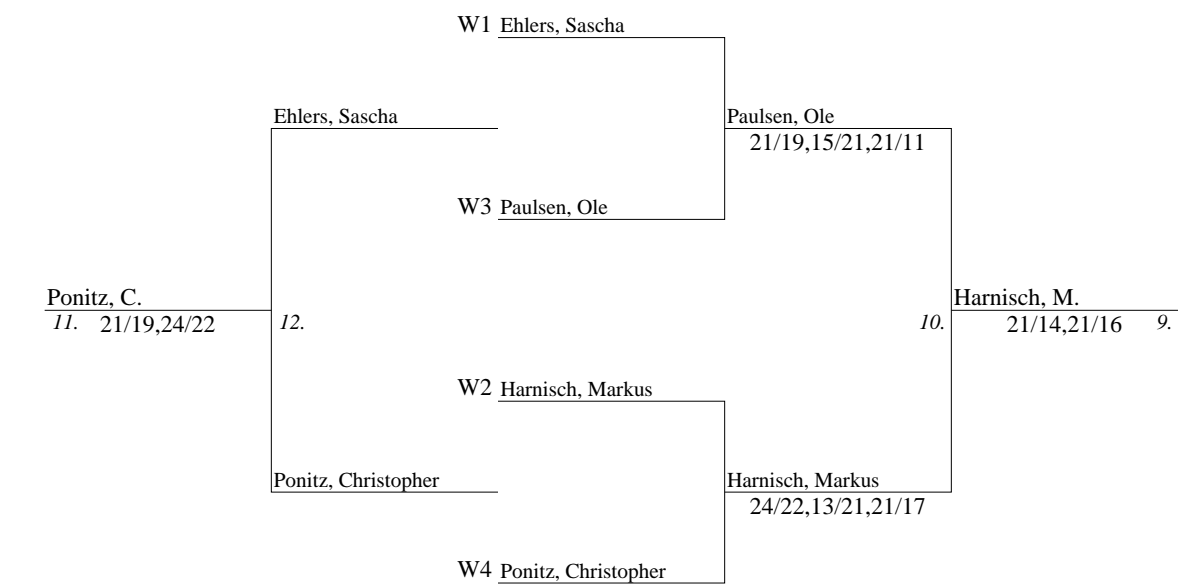 W1 Ehlers, Sascha
Ehlers, Sascha
Paulsen, Ole
21/19,15/21,21/11
W3 Paulsen, Ole
Ponitz, C.
11. 21/19,24/22
12.
10.
Harnisch, M.
21/14,21/16 9.
W2 Harnisch, Markus
Ponitz, Christopher
Harnisch, Markus
24/22,13/21,21/17
W4 Ponitz, Christopher